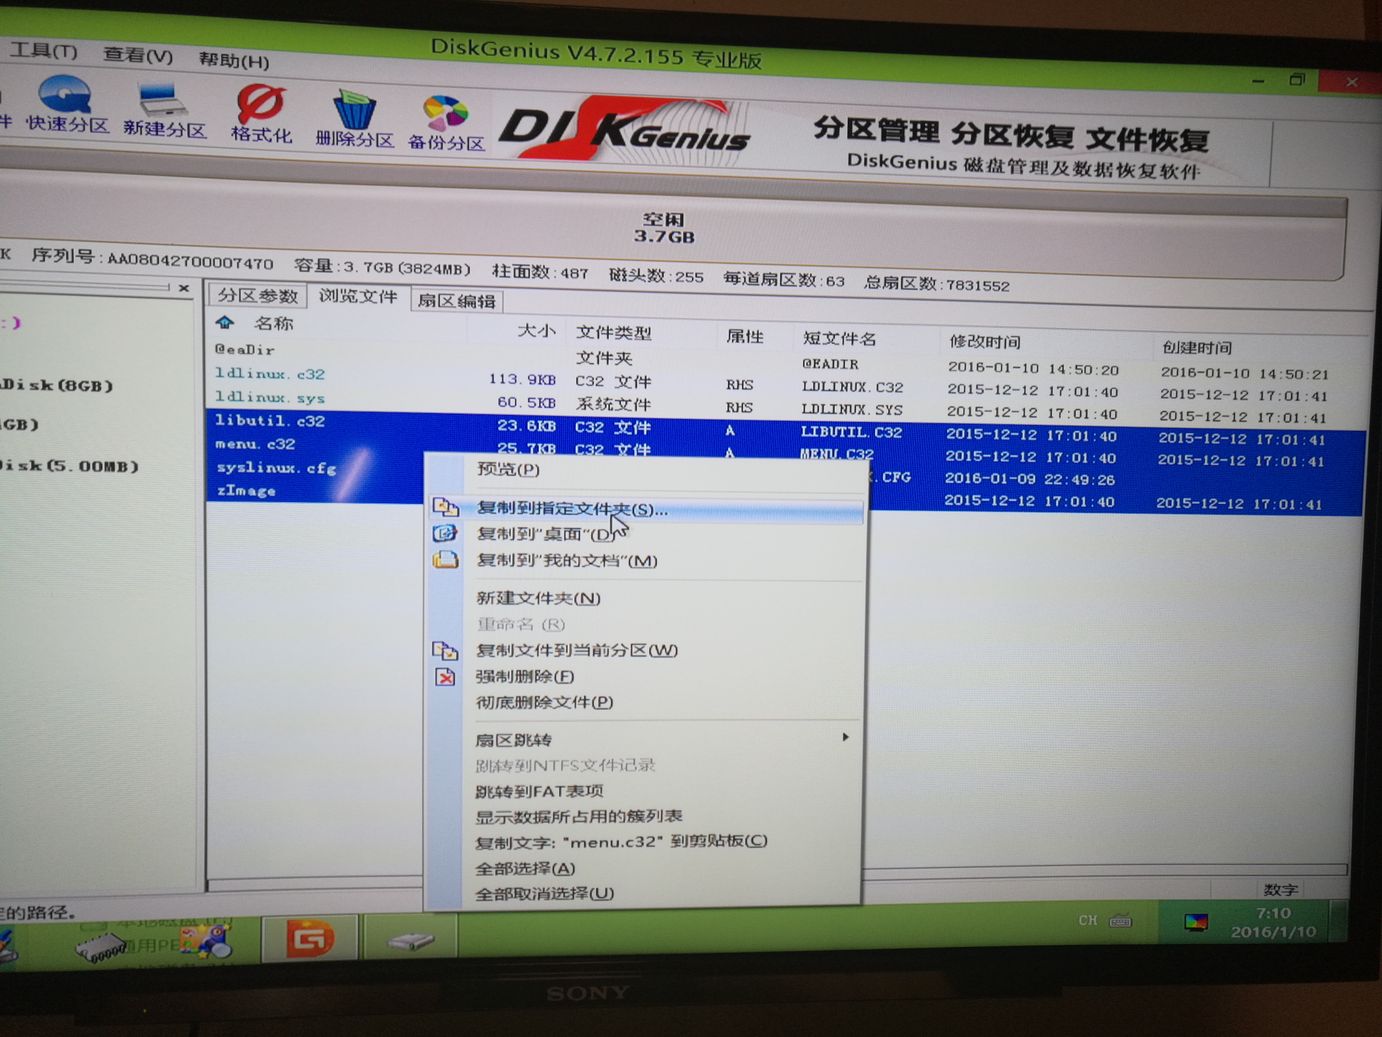 DiskGenius V4.7.2.155 专业版
工具(T) 查看(V) 帮助(H)
件 快速分区 新建分区 格式化 删除分区 备份分区
DISKGenius
分区管理 分区恢复 文件恢复
DiskGenius 磁盘管理及数据恢复软件
空闲
3.7GB
K 序列号:AA08042700007470 容量:3.7GB(3824MB) 柱面数:487 磁头数:255 每道扇区数:63 总扇区数:7831552
分区参数 浏览文件 扇区编辑
:)
Disk(8GB)
GB)
isk(5.00MB)
名称 大小 文件类型 属性 短文件名 修改时间 创建时间
@eaDir 文件夹 @EADIR 2016-01-10 14:50:20 2016-01-10 14:50:21
ldlinux.c32 113.9KB C32 文件 RHS LDLINUX.C32 2015-12-12 17:01:40 2015-12-12 17:01:41
ldlinux.sys 60.5KB 系统文件 RHS LDLINUX.SYS 2015-12-12 17:01:40 2015-12-12 17:01:41
libutil.c32 23.6KB C32 文件 A LIBUTIL.C32 2015-12-12 17:01:40 2015-12-12 17:01:41
menu.c32 25.7KB C32 文件 A MENU.C32 2015-12-12 17:01:40 2015-12-12 17:01:41
syslinux.cfg X.CFG 2016-01-09 22:49:26
zImage 2015-12-12 17:01:40 2015-12-12 17:01:41
预览(P)
复制到指定文件夹(S)...
复制到"桌面"(D)
复制到"我的文档"(M)
新建文件夹(N)
重命名 (R)
复制文件到当前分区(W)
强制删除(F)
彻底删除文件(P)
扇区跳转
跳转到NTFS文件记录
跳转到FAT表项
显示数据所占用的簇列表
复制文字: "menu.c32" 到剪贴板(C)
全部选择(A)
全部取消选择(U)
定的路径。
数字
通用PE
CH
7:10
2016/1/10
SONY